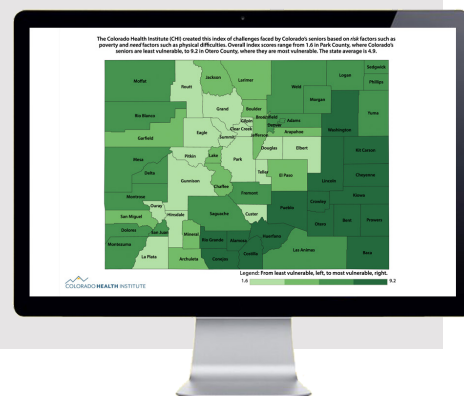 The Colorado Health Institute (CHI) created this index of challenges faced by Colorado's seniors based on risk factors such as
poverty and need factors such as physical difficulties. Overall index scores range from 1.6 in Park County, where Colorado's
seniors are least vulnerable, to 9.2 in Otero County, where they are most vulnerable. The state average is 4.9.
Moffat
Routt
Jackson
Larimer
Weld
Logan
Sedgwick
Phillips
Morgan
Grand
Boulder
Rio Blanco
Gilpin
Broomfield
Clear Creek
Denver
Adams
Washington
Yuma
Garfield
Eagle
Summit
Jefferson
Arapahoe
Douglas
Elbert
Kit Carson
Mesa
Pitkin
Lake
Park
Delta
Gunnison
Chaffee
Teller
El Paso
Lincoln
Cheyenne
Montrose
Fremont
Ouray
Pueblo
Crowley
Kiowa
San Miguel
Hinsdale
Saguache
Custer
Otero
Bent
Prowers
Dolores
San Juan
Mineral
Rio Grande
Alamosa
Huerfano
Montezuma
La Plata
Archuleta
Conejos
Costilla
Las Animas
Baca
Legend: From least vulnerable, left, to most vulnerable, right.
1.6 9.2
COLORADO HEALTH INSTITUTE